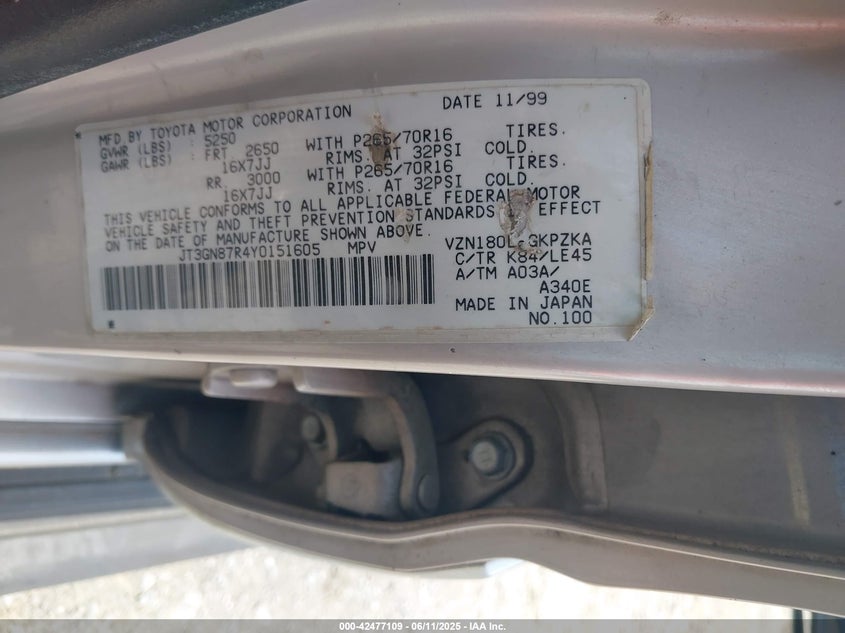 MFD BY TOYOTA MOTOR CORPORATION DATE 11/99
GVWR (LBS) : 5250
GAWR (LBS) : FRT 2650 WITH P265/70R16 TIRES.
16X7JJ RIMS. AT 32PSI COLD.
RR 3000 WITH P265/70R16 TIRES.
16X7JJ RIMS. AT 32PSI COLD.
THIS VEHICLE CONFORMS TO ALL APPLICABLE FEDERAL MOTOR
VEHICLE SAFETY AND THEFT PREVENTION STANDARDS EFFECT
ON THE DATE OF MANUFACTURE SHOWN ABOVE.
JT3GN87R4Y0151605 MPV VZN180L-GKPZKA
C/TR K84/LE45
A/TM A03A/
A340E
MADE IN JAPAN
NO.100
000-42477109 - 06/11/2025 - IAA Inc.